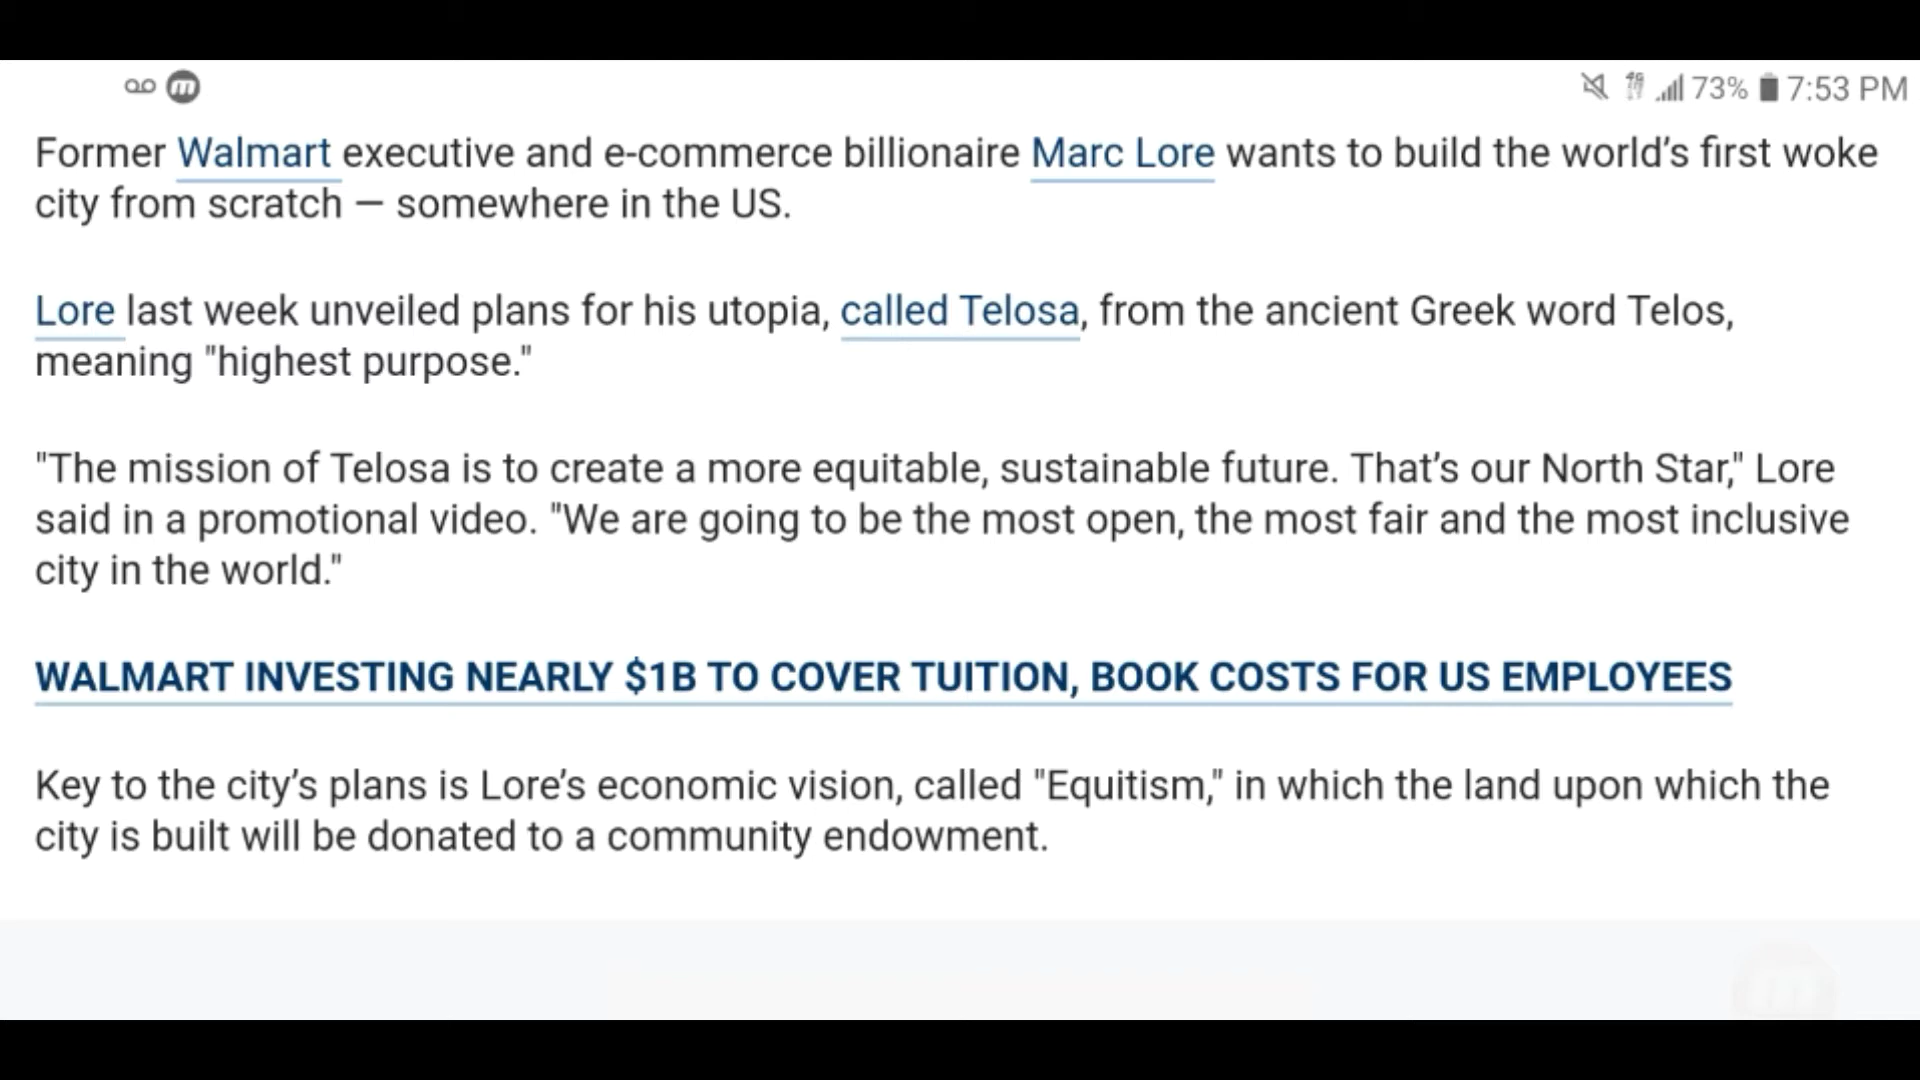 73% 7:53 PM
Former Walmart executive and e-commerce billionaire Marc Lore wants to build the world’s first woke
city from scratch — somewhere in the US.
Lore last week unveiled plans for his utopia, called Telosa, from the ancient Greek word Telos,
meaning "highest purpose."
"The mission of Telosa is to create a more equitable, sustainable future. That’s our North Star," Lore
said in a promotional video. "We are going to be the most open, the most fair and the most inclusive
city in the world."
WALMART INVESTING NEARLY $1B TO COVER TUITION, BOOK COSTS FOR US EMPLOYEES
Key to the city’s plans is Lore’s economic vision, called "Equitism," in which the land upon which the
city is built will be donated to a community endowment.